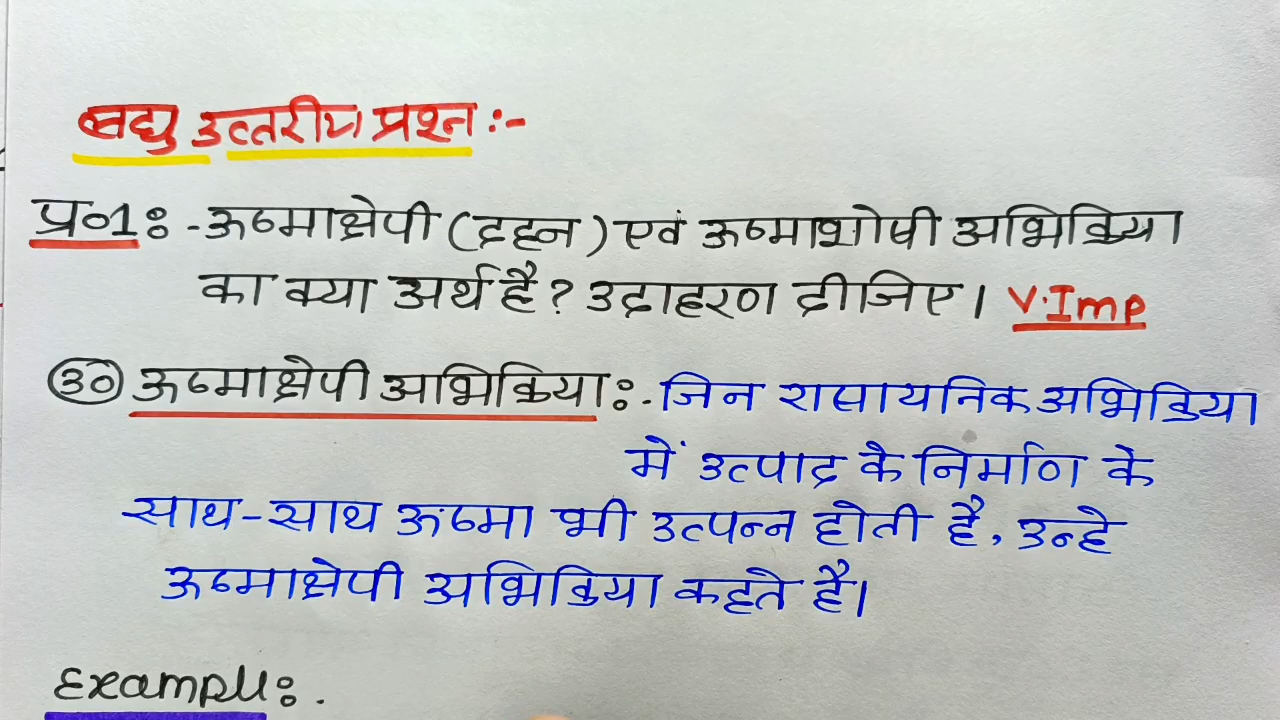 लघु उत्तरीय प्रश्न :-
प्र०1ः - ऊष्माक्षेपी (दहन) एवं ऊष्माशोषी अभिक्रिया
का क्या अर्थ है? उदाहरण दीजिए। V.Imp
उ० ऊष्माक्षेपी अभिक्रियाः- जिन रासायनिक अभिक्रिया
में उत्पाद के निर्माण के
साथ-साथ ऊष्मा भी उत्पन्न होती है, उन्हे
ऊष्माक्षेपी अभिक्रिया कहते है।
Exampleः-